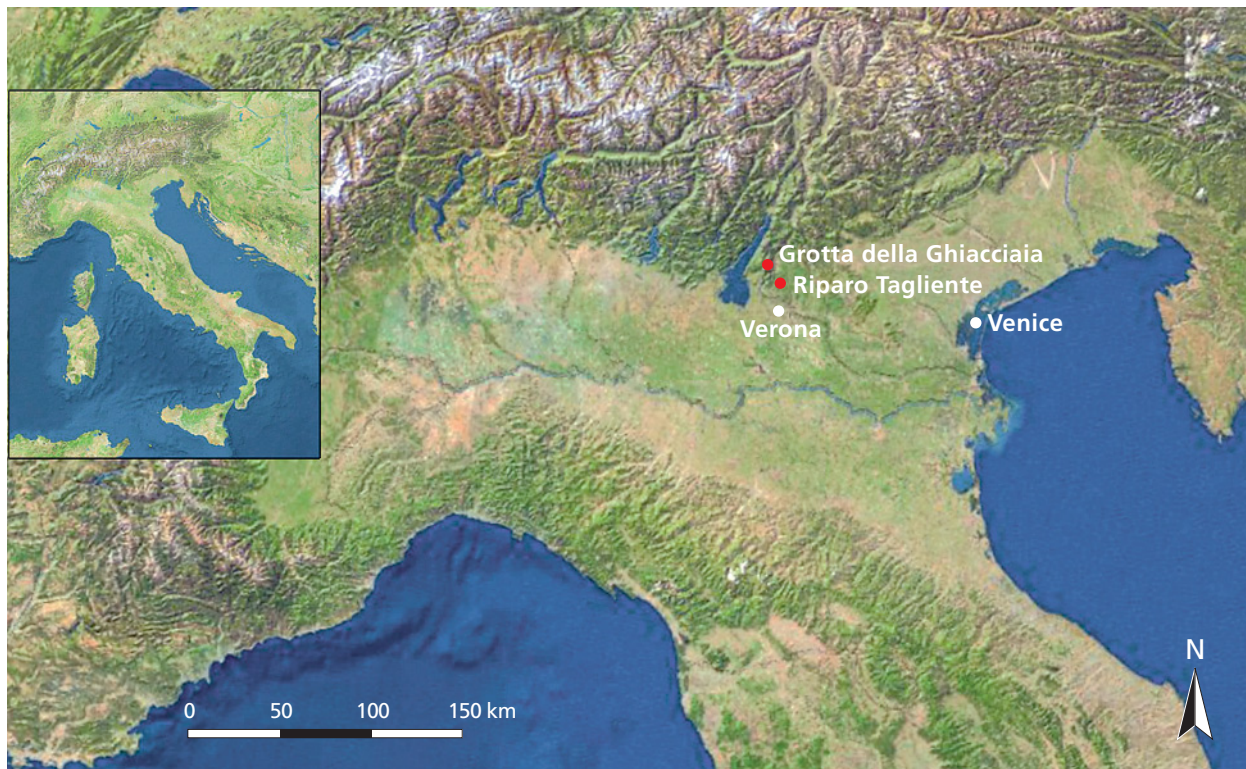 Grotta della Ghiacciaia
Riparo Tagliente
Verona
Venice
N
0 50 100 150 km